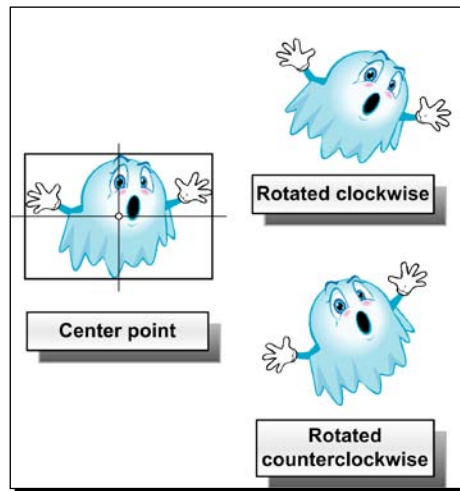 Rotated clockwise
Center point
Rotated
counterclockwise